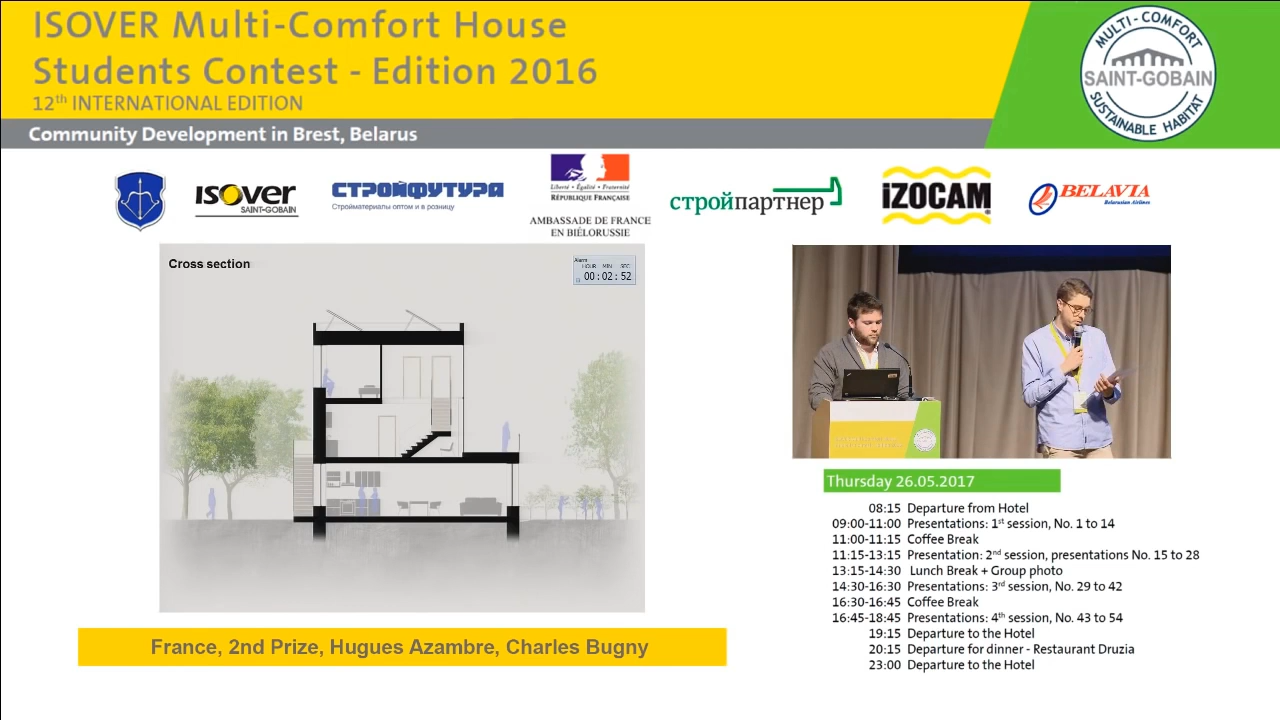 ISOVER Multi-Comfort House
Students Contest - Edition 2016
12th INTERNATIONAL EDITION
Community Development in Brest, Belarus
MULTI-COMFORT
SAINT-GOBAIN
SUSTAINABLE HABITAT
isover
SAINT-GOBAIN
СТРОЙФУТУРА
Стройматериалы оптом и в розницу
Liberté • Égalité • Fraternité
RÉPUBLIQUE FRANÇAISE
AMBASSADE DE FRANCE
EN BIÉLORUSSIE
стройпартнер
iZOCAM
BELAVIA
Belarusian Airlines
Cross section
Alarm
HOUR MIN SEC
00:02:52
France, 2nd Prize, Hugues Azambre, Charles Bugny
Thursday 26.05.2017
08:15 Departure from Hotel
09:00-11:00 Presentations: 1st session, No. 1 to 14
11:00-11:15 Coffee Break
11:15-13:15 Presentation: 2nd session, presentations No. 15 to 28
13:15-14:30 Lunch Break + Group photo
14:30-16:30 Presentations: 3rd session, No. 29 to 42
16:30-16:45 Coffee Break
16:45-18:45 Presentations: 4th session, No. 43 to 54
19:15 Departure to the Hotel
20:15 Departure for dinner - Restaurant Druzia
23:00 Departure to the Hotel